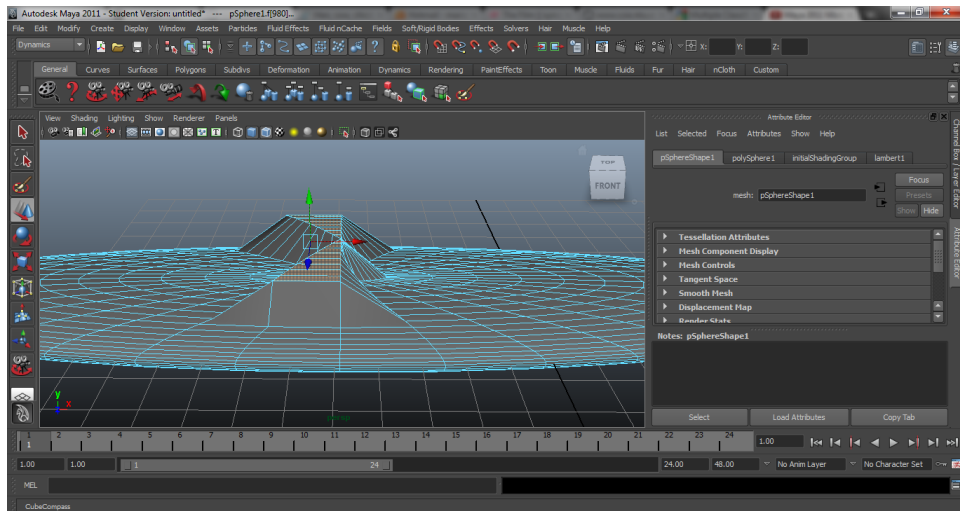 Autodesk Maya 2011 - Student Version: untitled* --- pSphere1.f[980]...
File Edit Modify Create Display Window Assets Particles Fluid Effects Fluid nCache Fields Soft/Rigid Bodies Effects Solvers Hair Muscle Help
Dynamics X: Y: Z:
General Curves Surfaces Polygons Subdivs Deformation Animation Dynamics Rendering PaintEffects Toon Muscle Fluids Fur Hair nCloth Custom
View Shading Lighting Show Renderer Panels
Attribute Editor
List Selected Focus Attributes Show Help
pSphereShape1 polySphere1 initialShadingGroup lambert1
mesh: pSphereShape1
Focus
Presets
Show Hide
Tessellation Attributes
Mesh Component Display
Mesh Controls
Tangent Space
Smooth Mesh
Displacement Map
Render Stats
Notes: pSphereShape1
Select Load Attributes Copy Tab
Channel Box / Layer Editor
Attribute Editor
TOP
FRONT
y
x
persp
1 2 3 4 5 6 7 8 9 10 11 12 13 14 15 16 17 18 19 20 21 22 23 24
1
1.00
1.00 1.00 1 24 24.00 48.00 No Anim Layer No Character Set
MEL
CubeCompass